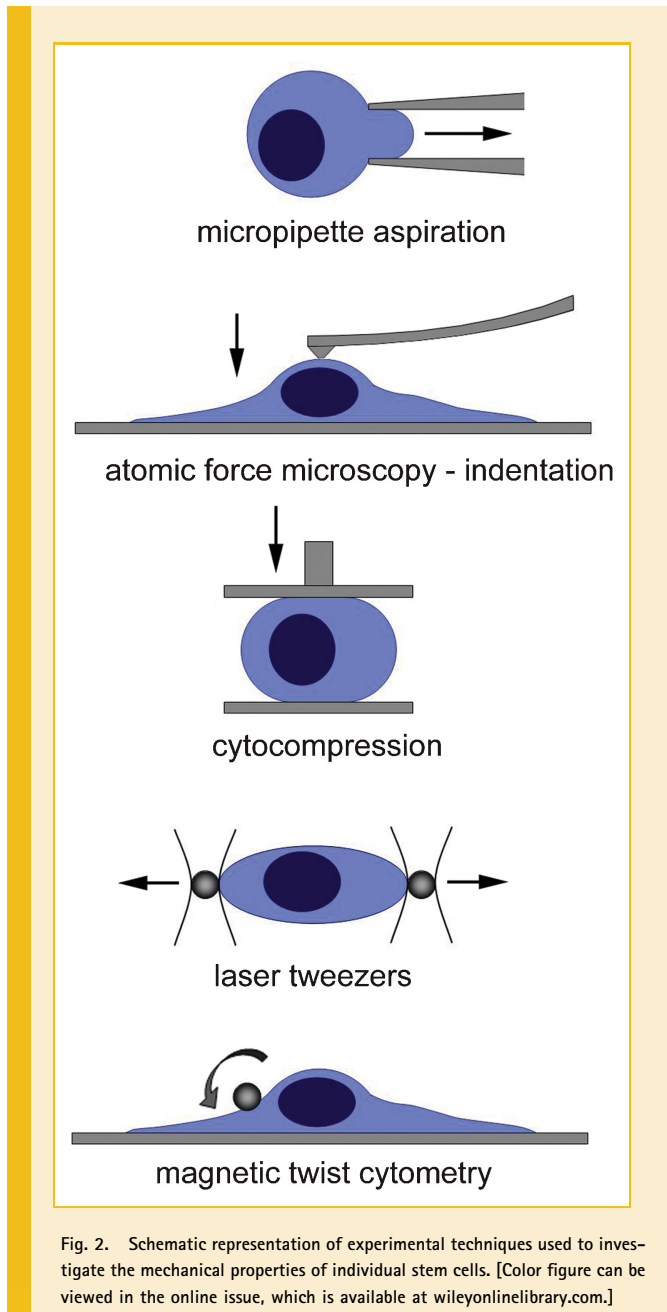 micropipette aspiration
atomic force microscopy - indentation
cytocompression
laser tweezers
magnetic twist cytometry
Fig. 2. Schematic representation of experimental techniques used to inves-
tigate the mechanical properties of individual stem cells. [Color figure can be
viewed in the online issue, which is available at wileyonlinelibrary.com.]